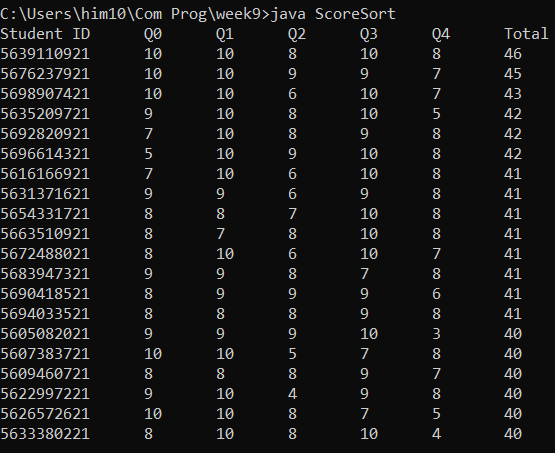 C:\Users\him10\Com Prog\week9>java ScoreSort
Student ID Q0 Q1 Q2 Q3 Q4 Total
5639110921 10 10 8 10 8 46
5676237921 10 10 9 9 7 45
5698907421 10 10 6 10 7 43
5635209721 9 10 8 10 5 42
5692820921 7 10 8 9 8 42
5696614321 5 10 9 10 8 42
5616166921 7 10 6 10 8 41
5631371621 9 9 6 9 8 41
5654331721 8 8 7 10 8 41
5663510921 8 7 8 10 8 41
5672488021 8 10 6 10 7 41
5683947321 9 9 8 7 8 41
5690418521 8 9 9 9 6 41
5694033521 8 8 8 9 8 41
5605082021 9 9 9 10 3 40
5607383721 10 10 5 7 8 40
5609460721 8 8 8 9 7 40
5622997221 9 10 4 9 8 40
5626572621 10 10 8 7 5 40
5633380221 8 10 8 10 4 40